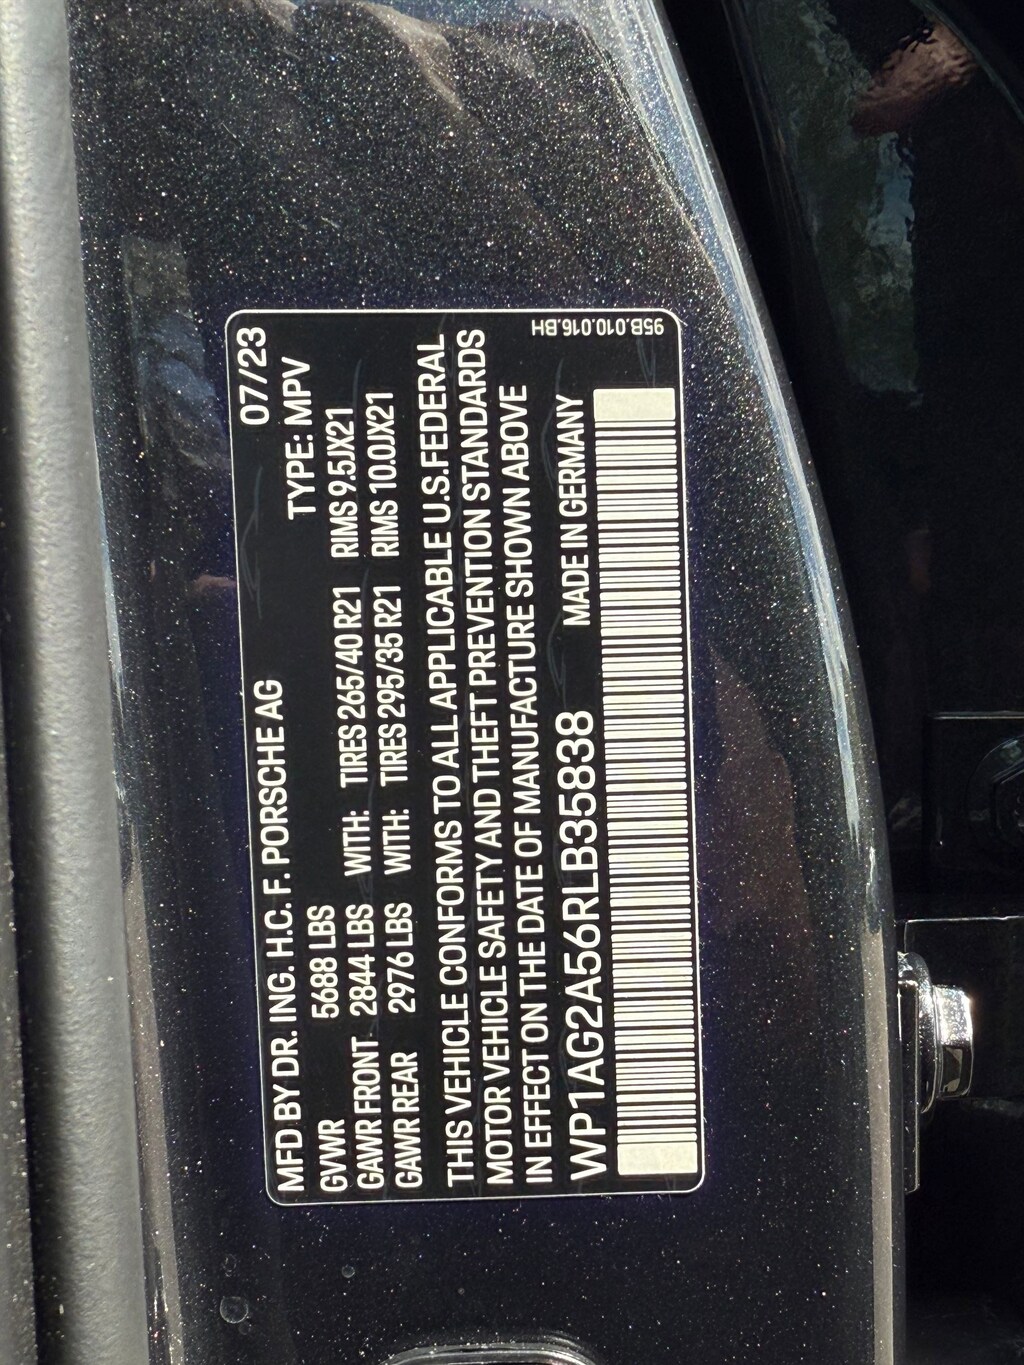 MFD BY DR. ING. H.C. F. PORSCHE AG 07/23
TYPE: MPV
GVWR 5688 LBS
GAWR FRONT 2844 LBS WITH: TIRES 265/40 R21 RIMS 9.5JX21
GAWR REAR 2976 LBS WITH: TIRES 295/35 R21 RIMS 10.0JX21
THIS VEHICLE CONFORMS TO ALL APPLICABLE U.S.FEDERAL
MOTOR VEHICLE SAFETY AND THEFT PREVENTION STANDARDS
IN EFFECT ON THE DATE OF MANUFACTURE SHOWN ABOVE
WP1AG2A56RLB35838 MADE IN GERMANY
95B.010.016.BH